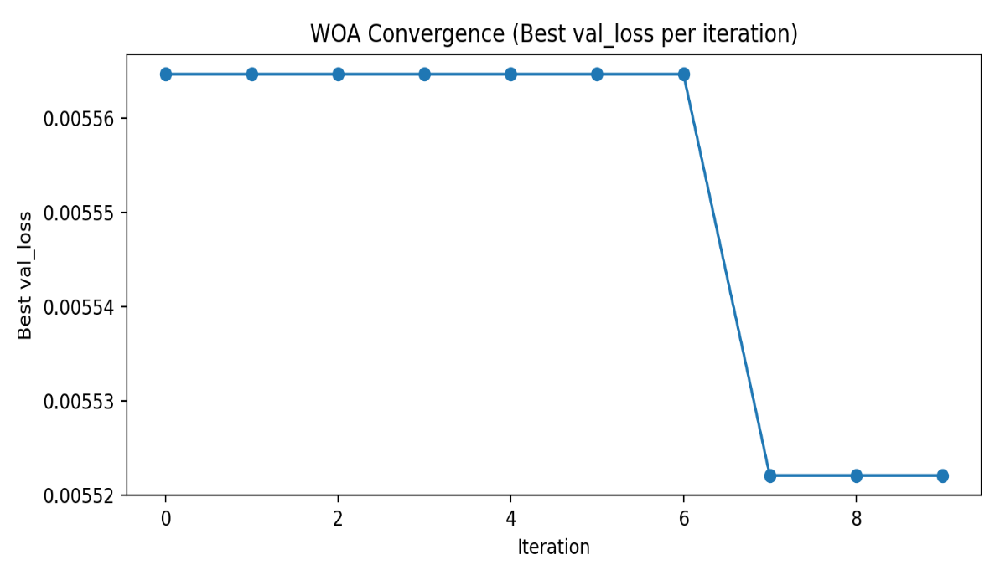 WOA Convergence (Best val_loss per iteration)
Best val_loss
0.00556
0.00555
0.00554
0.00553
0.00552
0 2 4 6 8
Iteration